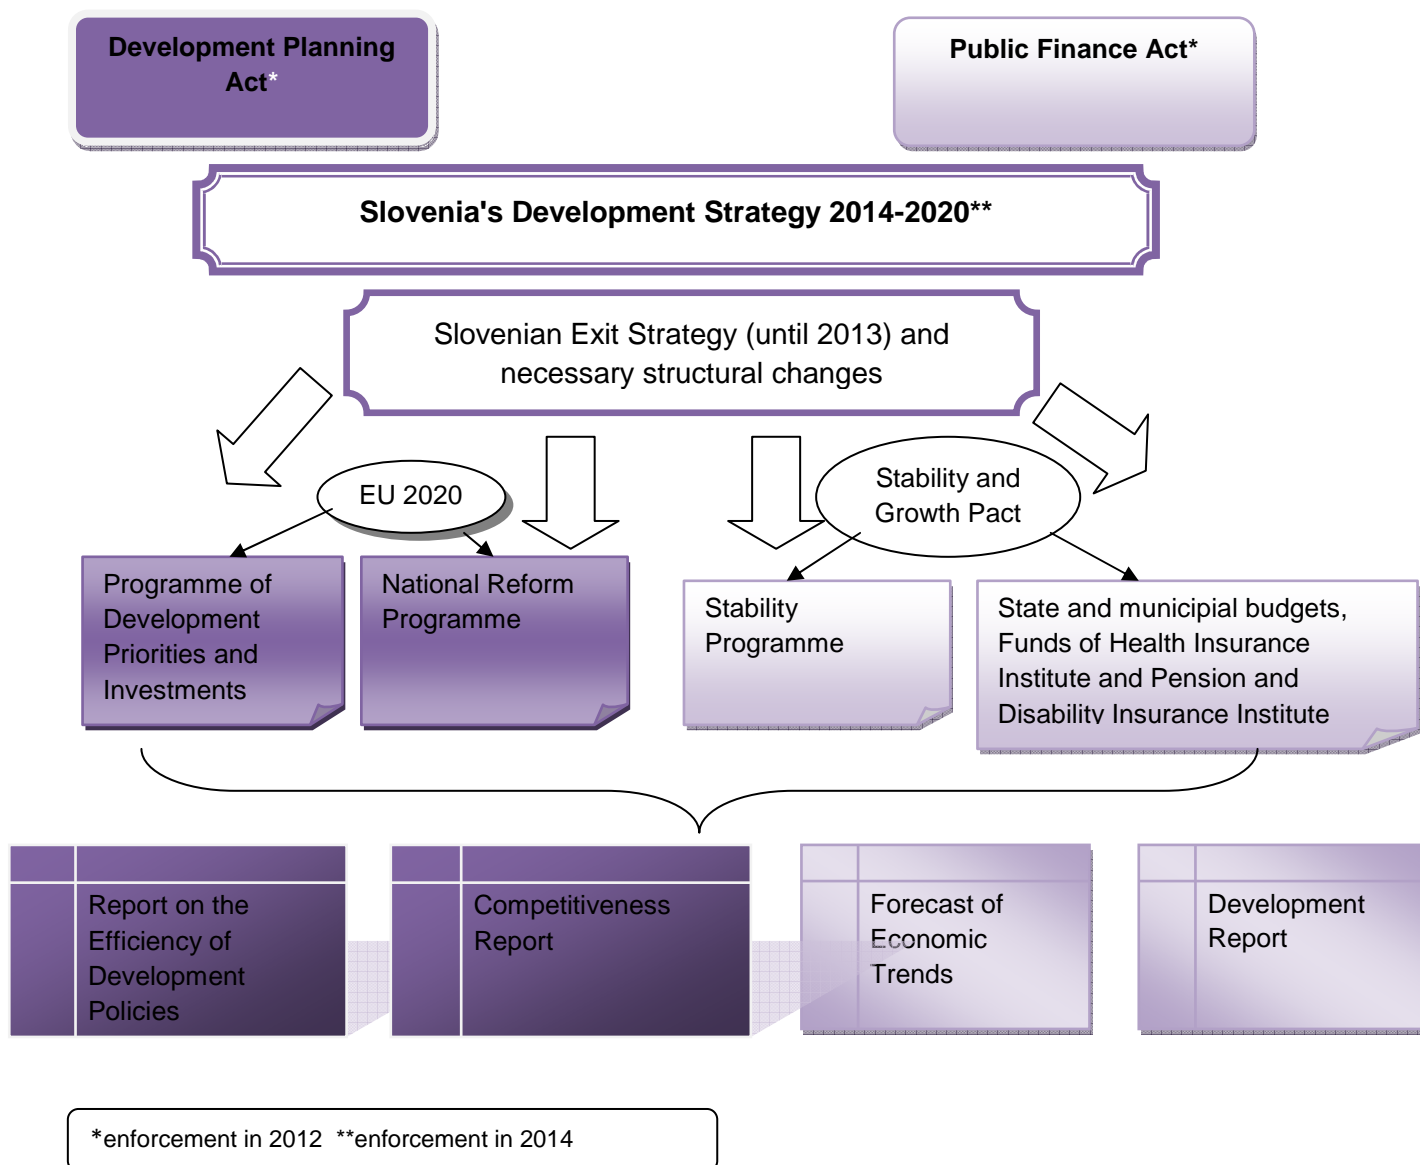 Development Planning
Act*
Public Finance Act*
Slovenia's Development Strategy 2014-2020**
Slovenian Exit Strategy (until 2013) and
necessary structural changes
EU 2020
Stability and
Growth Pact
Programme of
Development
Priorities and
Investments
National Reform
Programme
Stability
Programme
State and municipial budgets,
Funds of Health Insurance
Institute and Pension and
Disability Insurance Institute
Report on the
Efficiency of
Development
Policies
Competitiveness
Report
Forecast of
Economic
Trends
Development
Report
*enforcement in 2012 **enforcement in 2014